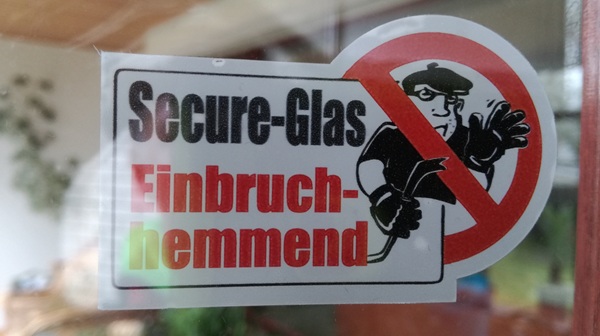 Secure-Glas
Einbruch-
hemmend